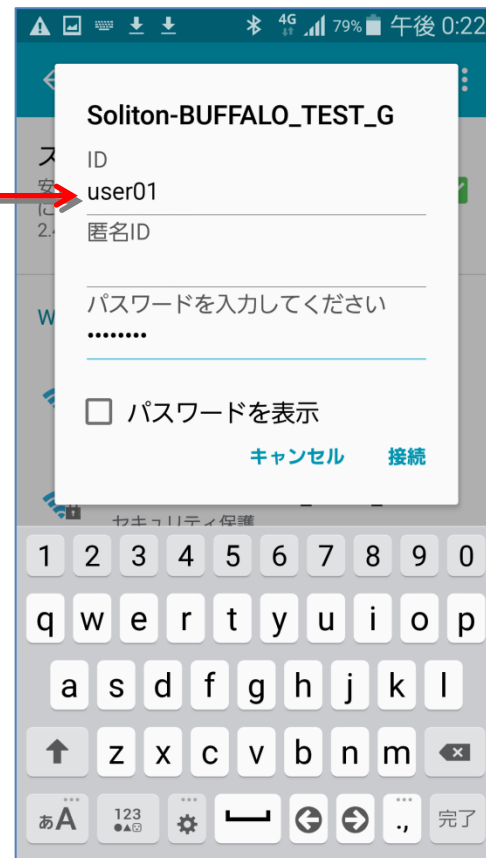 4G 79% 午後 0:22
Soliton-BUFFALO_TEST_G
ID
user01
匿名ID
パスワードを入力してください
••••••••
パスワードを表示
キャンセル 接続
セキュリティ保護
1 2 3 4 5 6 7 8 9 0
q w e r t y u i o p
a s d f g h j k l
z x c v b n m
あA 123 ., 完了